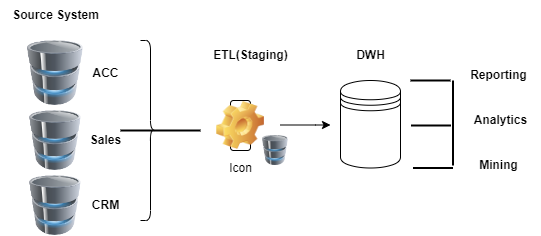 Source System
ETL(Staging)
DWH
ACC
Reporting
Sales
Analytics
Icon
Mining
CRM